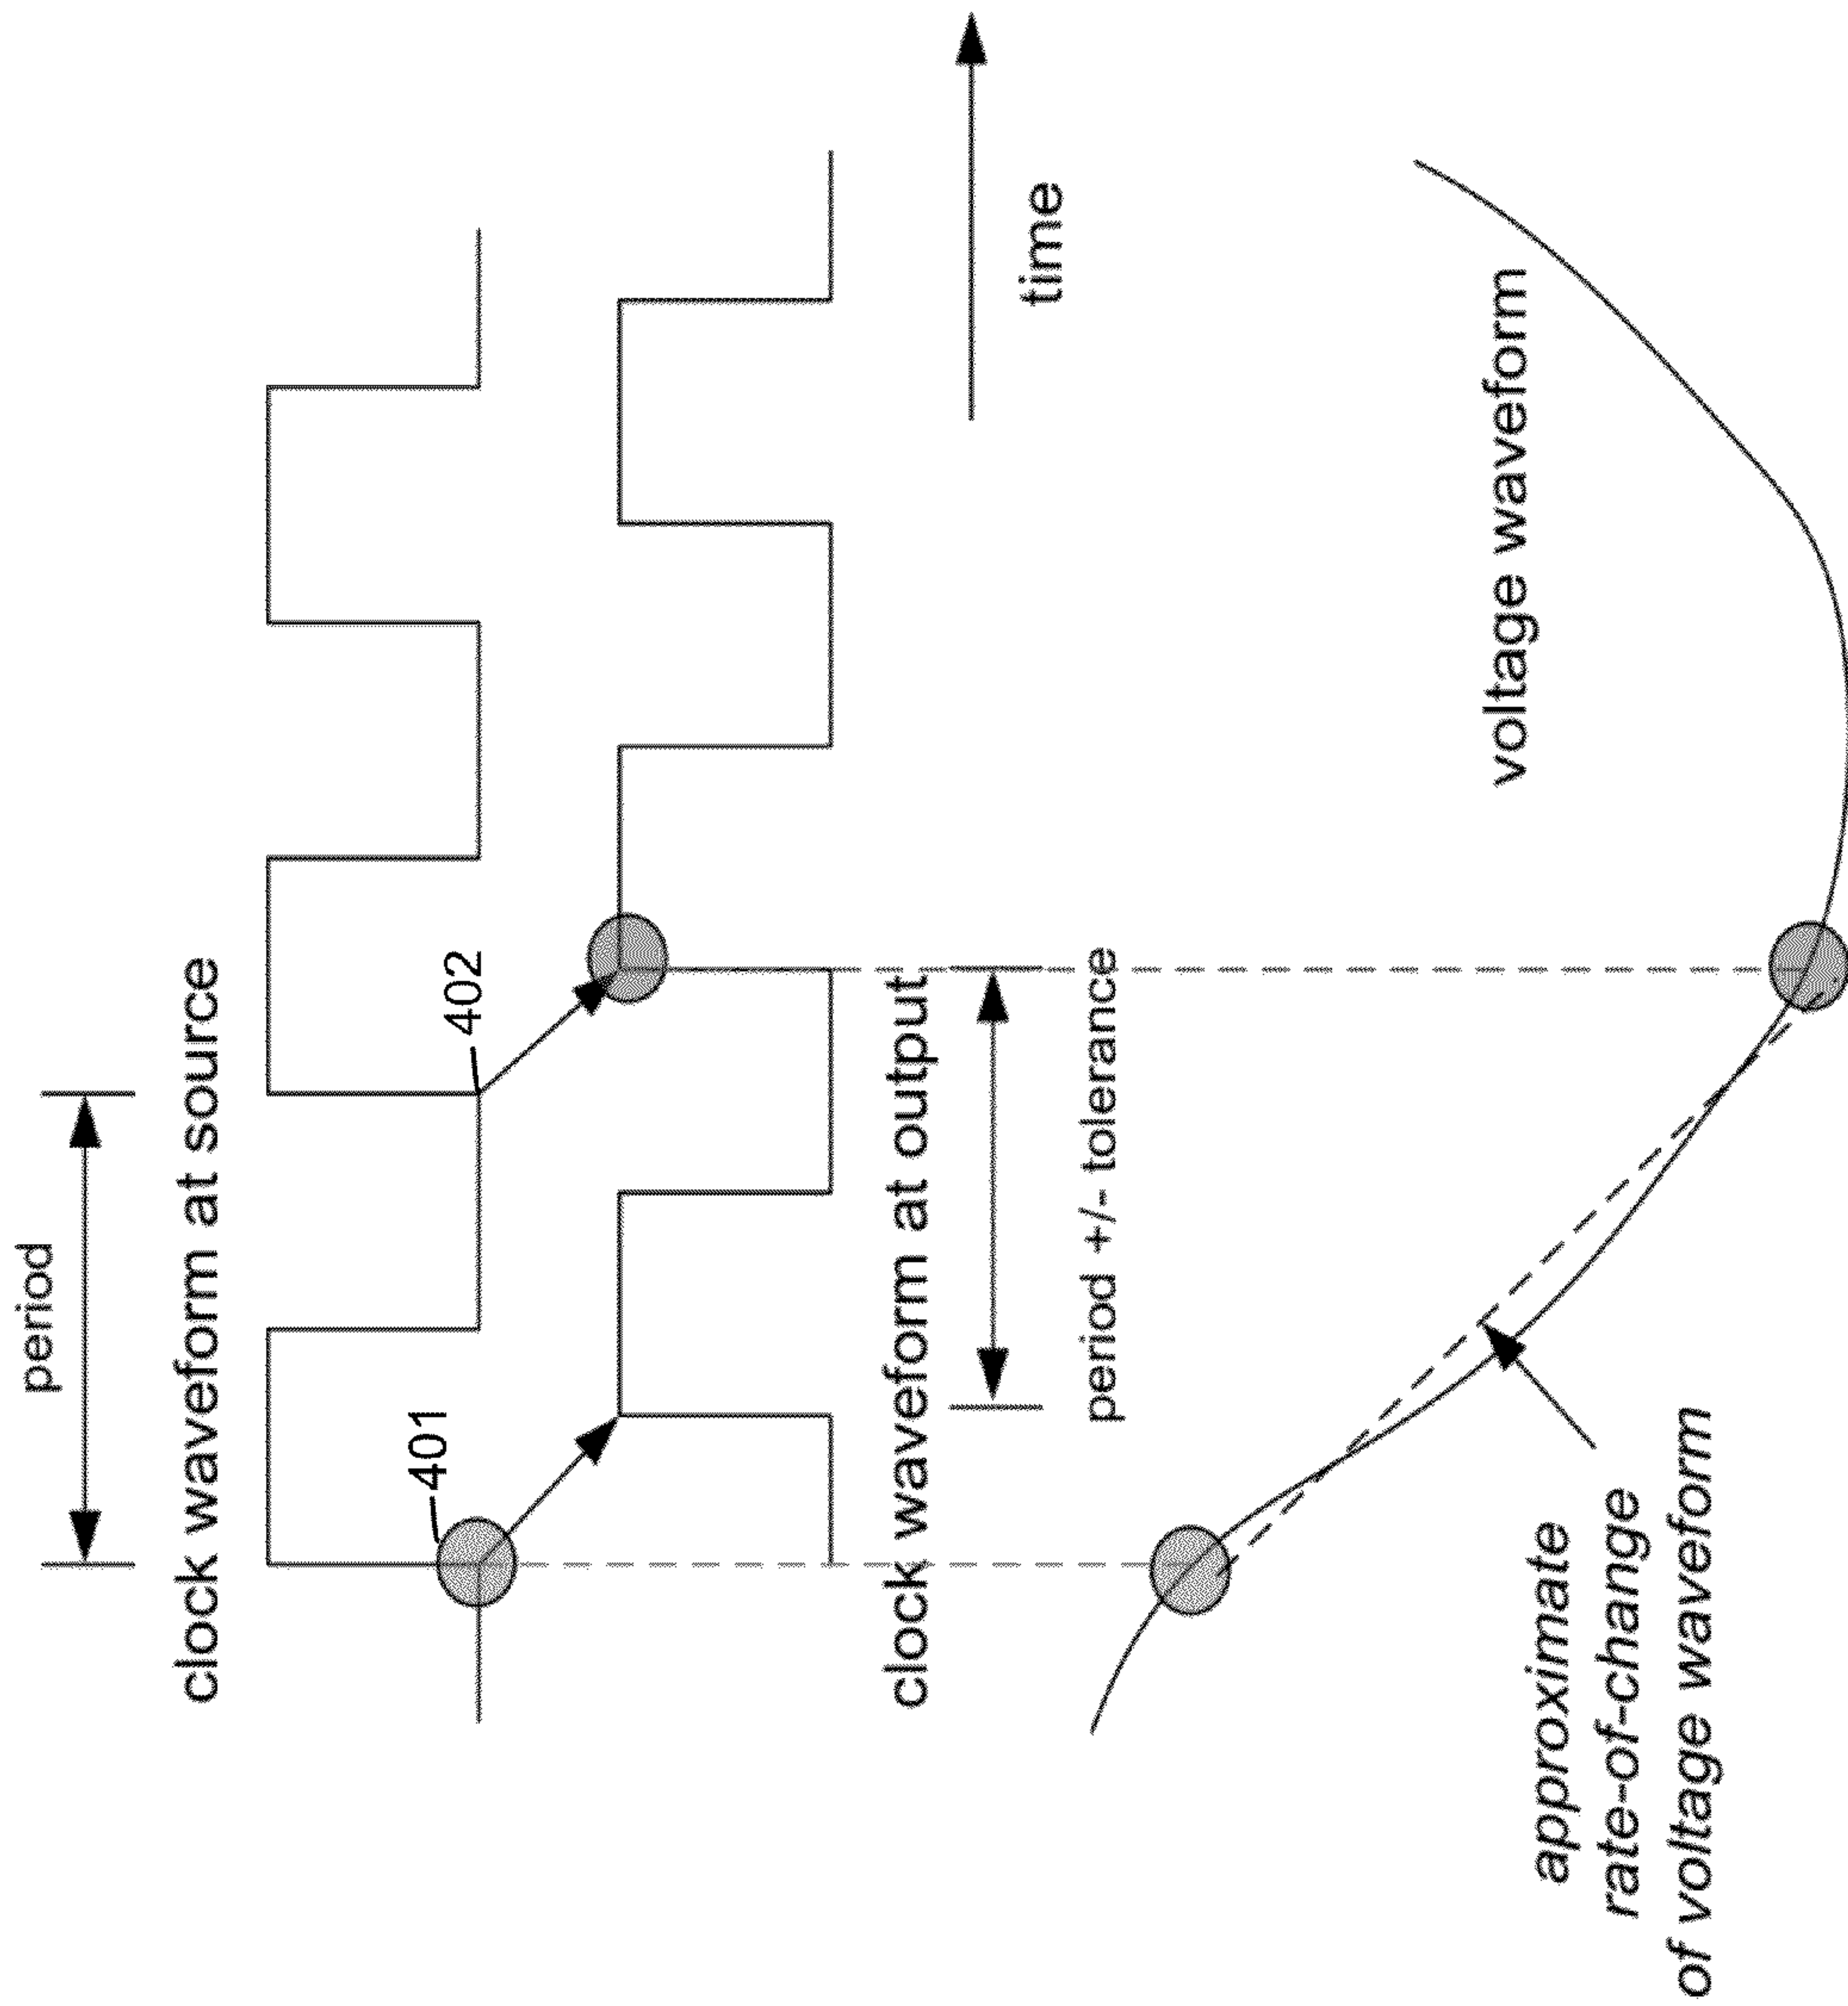 period
clock waveform at source
401
402
clock waveform at output
period +/- tolerance
time
voltage waveform
approximate
rate-of-change
of voltage waveform